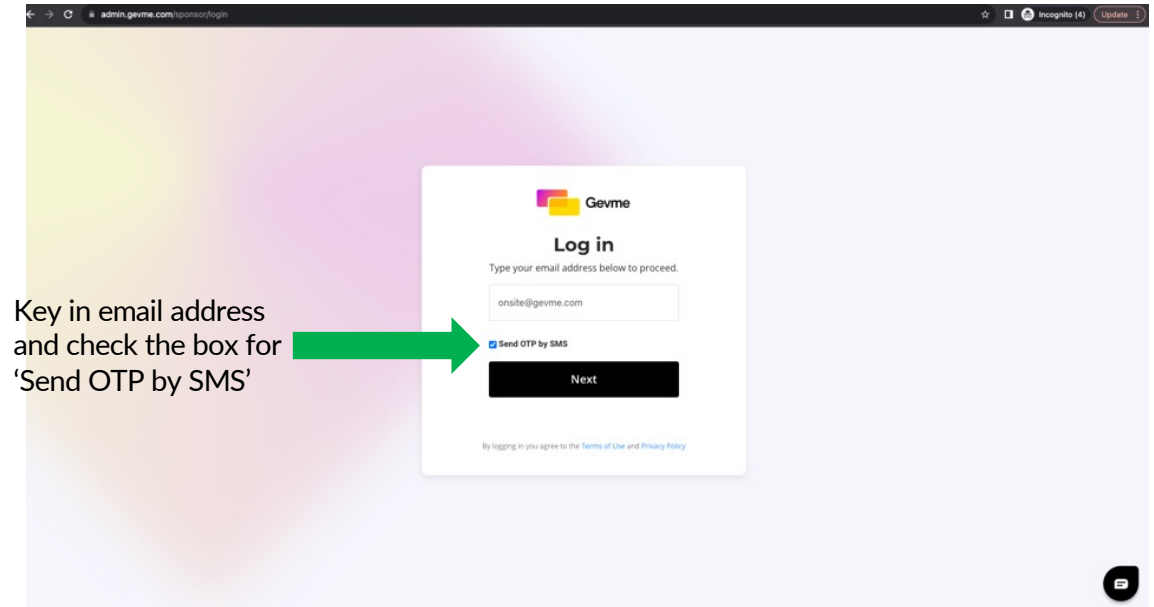 admin.gevme.com/sponsor/login
Incognito (4)
Update
Gevme
Log in
Type your email address below to proceed.
onsite@gevme.com
Key in email address
and check the box for
‘Send OTP by SMS’
Send OTP by SMS
Next
By logging in you agree to the Terms of Use and Privacy Policy